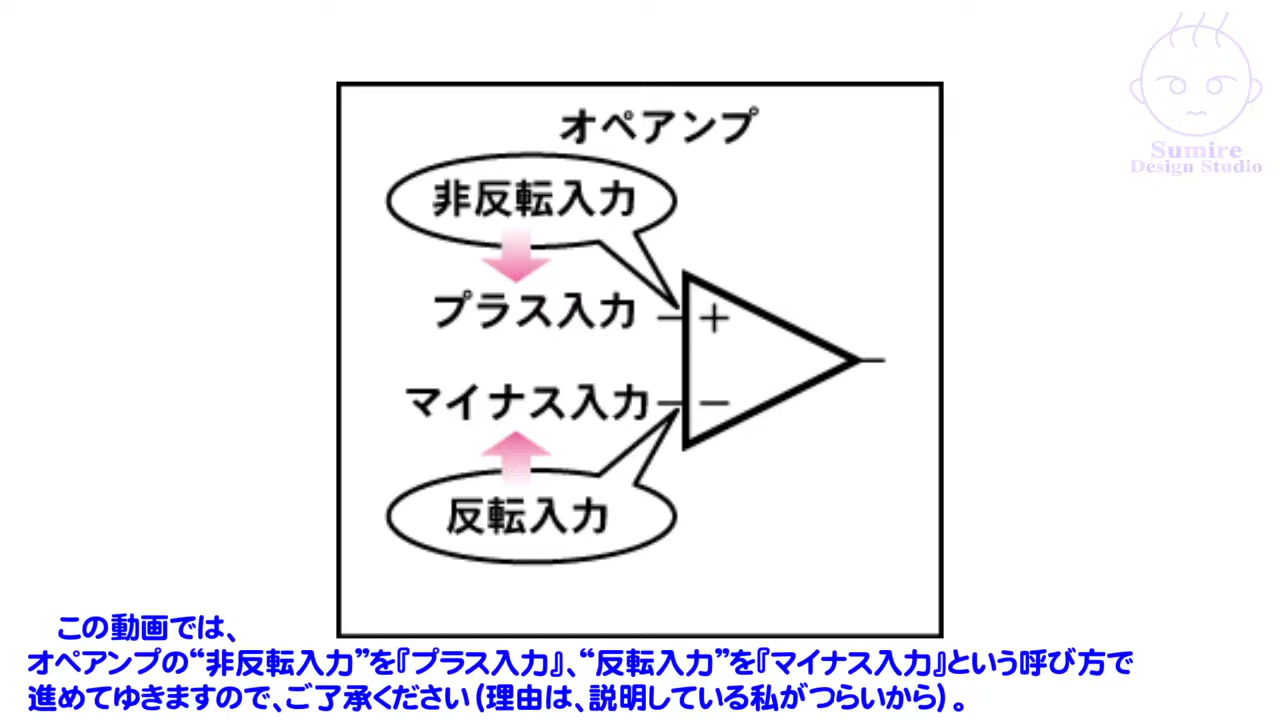 Sumire
Design Studio
オペアンプ
非反転入力
プラス入力
+
マイナス入力
−
反転入力
この動画では、
オペアンプの“非反転入力”を『プラス入力』、“反転入力”を『マイナス入力』という呼び方で
進めてゆきますので、ご了承ください(理由は、説明している私がつらいから)。